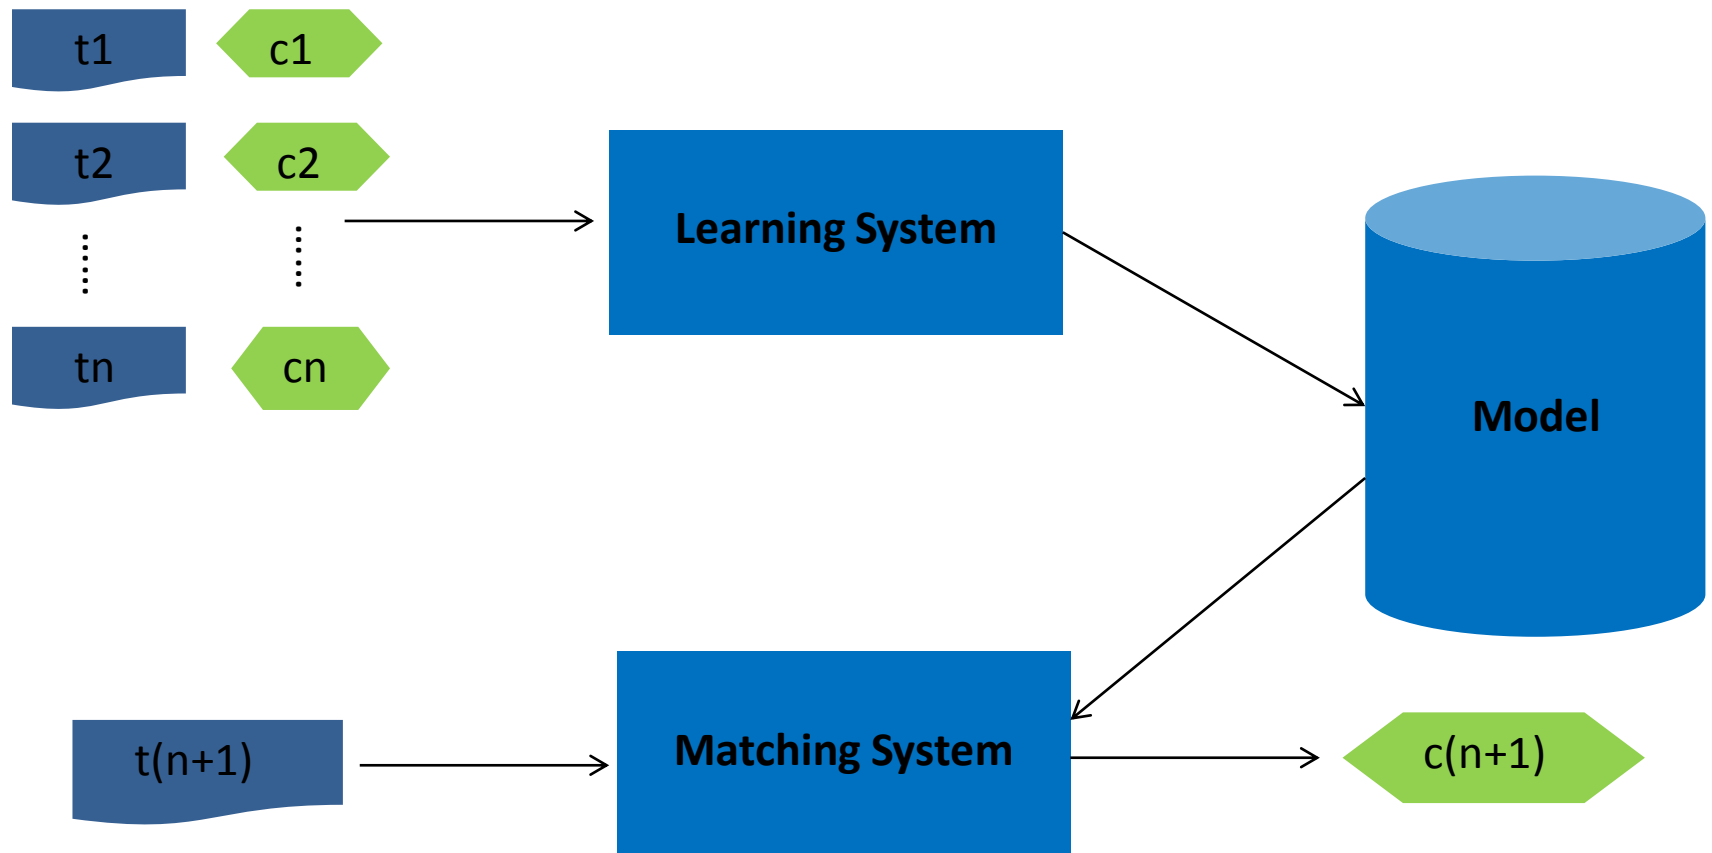 t1 c1
t2 c2
Learning System
tn cn
Model
t(n+1)
Matching System
c(n+1)